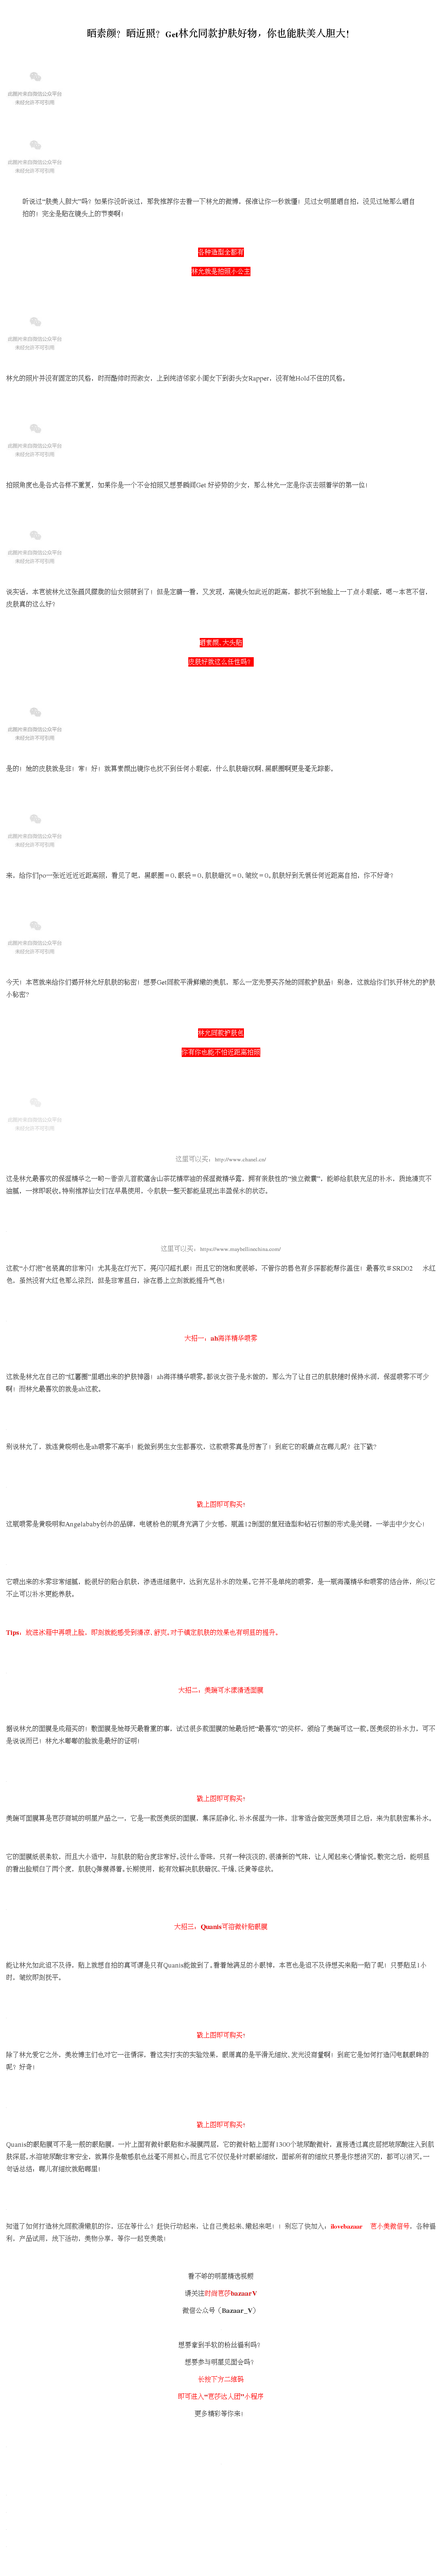 晒素颜？晒近照？Get林允同款护肤好物，你也能肤美人胆大！
此图片来自微信公众平台
未经允许不可引用
此图片来自微信公众平台
未经允许不可引用
听说过“肤美人胆大”吗？如果你没听说过，那我推荐你去看一下林允的微博，保准让你一秒就懂！见过女明星晒自拍，没见过她那么晒自
拍的！完全是贴在镜头上的节奏啊！
各种造型全都有
林允就是拍照小公主
此图片来自微信公众平台
未经允许不可引用
林允的照片并没有固定的风格，时而酷帅时而淑女，上到纯洁邻家小闺女下到街头女Rapper，没有她Hold不住的风格。
此图片来自微信公众平台
未经允许不可引用
拍照角度也是各式各样不重复，如果你是一个不会拍照又想要瞬间Get 好姿势的少女，那么林允一定是你该去照着学的第一位！
此图片来自微信公众平台
未经允许不可引用
说实话，本芭被林允这张超凤摆族的仙女照萌到了！但是定睛一看，又发现，离镜头如此近的距离，都找不到她脸上一丁点小瑕疵，嗯～本芭不信，
皮肤真的这么好？
晒素照、大头贴
皮肤好就这么任性吗？
此图片来自微信公众平台
未经允许不可引用
是的！她的皮肤就是非！常！好！就算素颜出镜你也找不到任何小瑕疵，什么肌肤暗沉啊、黑眼圈啊更是毫无踪影。
此图片来自微信公众平台
未经允许不可引用
来，给你们po一张近近近近距离照，看见了吧，黑眼圈＝0、眼袋＝0、肌肤暗沉＝0、皱纹＝0。肌肤好到无惧任何近距离自拍，你不好奇？
此图片来自微信公众平台
未经允许不可引用
今天！本芭就来给你们揭开林允好肌肤的秘密！想要Get同款平滑鲜嫩的美肌，那么一定先要买齐她的同款护肤品！别急，这就给你们扒开林允的护肤
小秘密？
林允同款护肤包
你有你也能不怕近距离拍照
此图片来自微信公众平台
未经允许不可引用
这里可以买：http://www.chanel.cn/
这是林允最喜欢的保湿精华之一哟～香奈儿首款蕴含山茶花精萃油的保湿微精华露，拥有亲肤性的“独立微囊”，能够给肌肤充足的补水，质地清爽不
油腻，一抹即吸收。特别推荐仙女们在早晨使用，令肌肤一整天都能呈现出丰盈保水的状态。
这里可以买：https://www.maybellinechina.com/
这款“小灯泡”包装真的非常闪！尤其是在灯光下，亮闪闪超扎眼！而且它的饱和度很够，不管你的唇色有多深都能帮你盖住！最喜欢＃SRD02 水红
色，虽然没有大红色那么浓烈，但是非常显白，涂在唇上立刻就能提升气色！
大招一：ah海洋精华喷雾
这就是林允在自己的“红薯圈”里晒出来的护肤神器！ah海洋精华喷雾。都说女孩子是水做的，那么为了让自己的肌肤随时保持水润，保湿喷雾不可少
啊！而林允最喜欢的就是ah这款。
别说林允了，就连黄晓明也是ah喷雾不离手！能做到男生女生都喜欢，这款喷雾真是厉害了！到底它的吸睛点在哪儿呢？往下戳？
戳上图即可购买↑
这瓶喷雾是黄晓明和Angelababy创办的品牌，电镀粉色的瓶身充满了少女感、瓶盖12剖面的皇冠造型和钻石切割的形式是关键，一举击中少女心！
它喷出来的水雾非常细腻，能很好的贴合肌肤，渗透进细胞中，达到充足补水的效果。它并不是单纯的喷雾，是一瓶海藻精华和喷雾的结合体，所以它
不止可以补水更能养肤。
Tips：放进冰箱中再喷上脸，即刻就能感受到清凉、舒爽。对于镇定肌肤的效果也有明显的提升。
大招二：美瑞可水漾清透面膜
据说林允的面膜是成箱买的！敷面膜是她每天最看重的事，试过很多款面膜的她最后把“最喜欢”的奖杯，颁给了美瑞可这一款。医美级的补水力，可不
是说说而已！林允水嘟嘟的脸就是最好的证明！
戳上图即可购买↑
美瑞可面膜算是芭莎商城的明星产品之一，它是一款医美级的面膜，集深层净化、补水保湿为一体，非常适合做完医美项目之后，来为肌肤密集补水。
它的面膜纸很柔软，而且大小适中，与肌肤的贴合度非常好。没什么香味，只有一种淡淡的、很清新的气味，让人闻起来心情愉悦。敷完之后，能明显
的看出脸颊白了两个度，肌肤Q弹摸得着。长期使用，能有效解决肌肤暗沉、干燥、泛黄等症状。
大招三：Quanis可溶微针贴眼膜
能让林允如此迫不及待，贴上就想自拍的真可谓是只有Quanis能做到了。看着她满足的小眼神，本芭也是迫不及待想买来贴一贴了呢！只要贴足1小
时，皱纹即刻抚平。
戳上图即可购买↑
除了林允爱它之外，美妆博主们也对它一往情深。看这实打实的实验效果，眼周真的是平滑无细纹、发光没商量啊！到底它是如何打造闪电靓眼眸的
呢？好奇！
戳上图即可购买↑
Quanis的眼贴膜可不是一般的眼贴膜，一片上面有微针眼贴和水凝膜两层，它的微针贴上面有1300个玻尿酸微针，直接透过真皮层把玻尿酸注入到肌
肤深层。水溶玻尿酸非常安全，就算你是敏感肌也丝毫不用担心。而且它不仅仅是针对眼部细纹，面部所有的细纹只要是你想消灭的，都可以消灭。一
句话总结，哪儿有细纹就贴哪里！
知道了如何打造林允同款滑嫩肌的你，还在等什么？赶快行动起来，让自己美起来、嫩起来吧！！别忘了快加入：ilovebazaar 芭小美微信号。各种福
利、产品试用、线下活动、美物分享，等你一起变美哦！
看不够的明星精选视频
请关注时尚芭莎bazaarV
微信公众号（Bazaar_V）
想要拿到手软的粉丝福利吗？
想要参与明星见面会吗？
长按下方二维码
即可进入“芭莎达人团”小程序
更多精彩等你来！